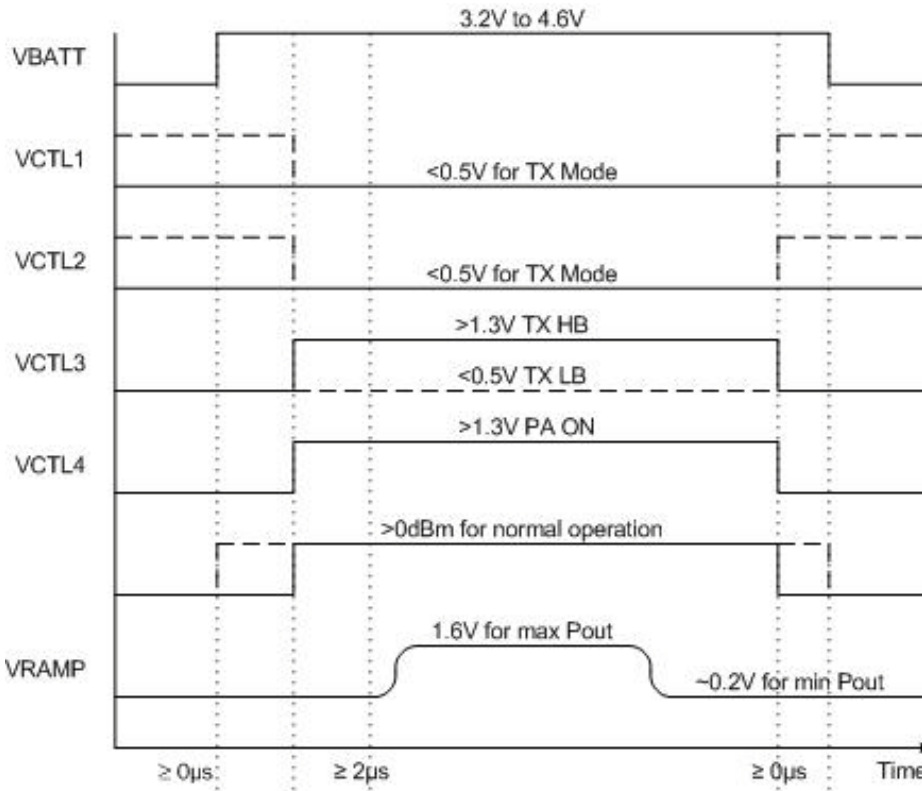 3.2V to 4.6V
VBATT
VCTL1
<0.5V for TX Mode
VCTL2
<0.5V for TX Mode
>1.3V TX HB
VCTL3
<0.5V TX LB
>1.3V PA ON
VCTL4
>0dBm for normal operation
1.6V for max Pout
VRAMP
~0.2V for min Pout
≥ 0µs
≥ 2µs
≥ 0µs
Time